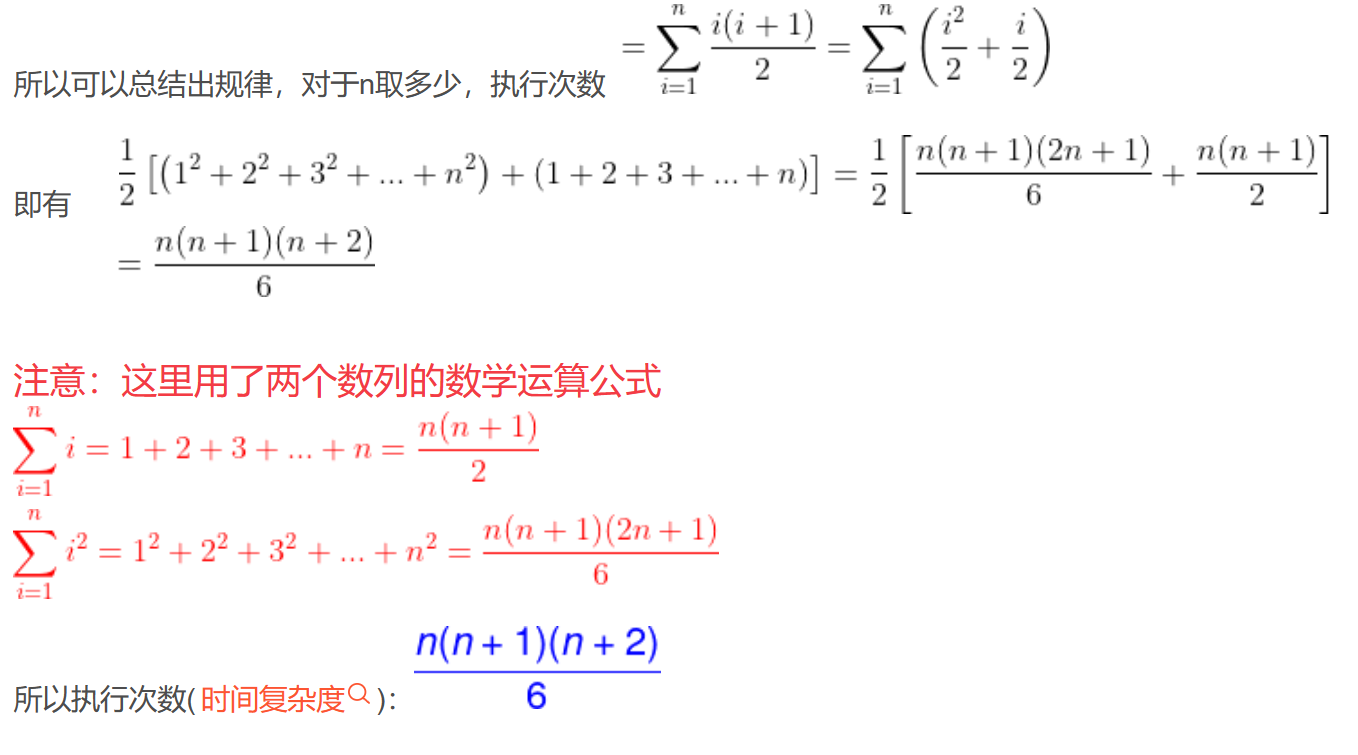 所以可以总结出规律，对于n取多少，执行次数 $= \sum_{i=1}^{n} \frac{i(i+1)}{2} = \sum_{i=1}^{n} \left( \frac{i^2}{2} + \frac{i}{2} \right)$
即有 $\frac{1}{2} \left[ (1^2 + 2^2 + 3^2 + ... + n^2) + (1 + 2 + 3 + ... + n) \right] = \frac{1}{2} \left[ \frac{n(n+1)(2n+1)}{6} + \frac{n(n+1)}{2} \right]$
$= \frac{n(n+1)(n+2)}{6}$
注意：这里用了两个数列的数学运算公式
$\sum_{i=1}^{n} i = 1 + 2 + 3 + ... + n = \frac{n(n+1)}{2}$
$\sum_{i=1}^{n} i^2 = 1^2 + 2^2 + 3^2 + ... + n^2 = \frac{n(n+1)(2n+1)}{6}$
所以执行次数(时间复杂度)： $\frac{n(n+1)(n+2)}{6}$